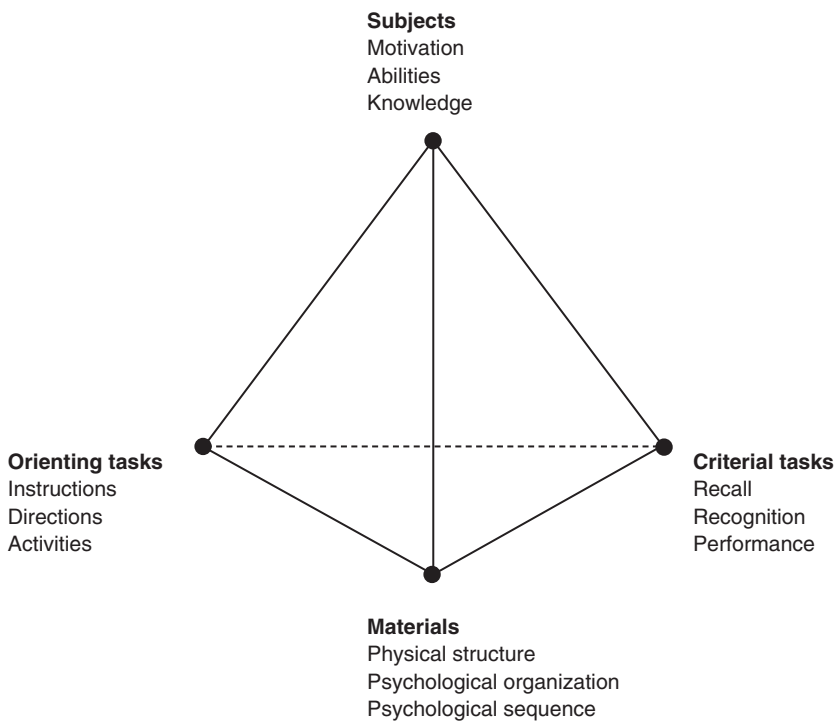 Subjects
Motivation
Abilities
Knowledge
Orienting tasks
Instructions
Directions
Activities
Criterial tasks
Recall
Recognition
Performance
Materials
Physical structure
Psychological organization
Psychological sequence